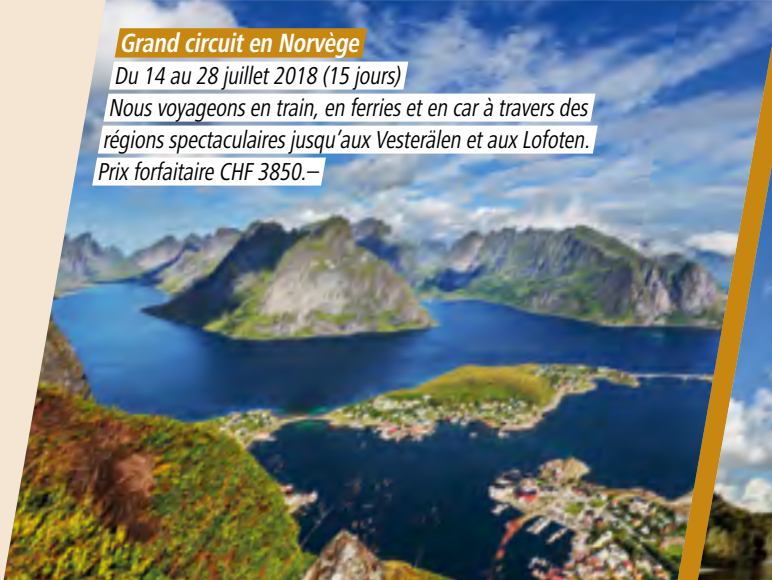 Grand circuit en Norvège
Du 14 au 28 juillet 2018 (15 jours)
Nous voyageons en train, en ferries et en car à travers des
régions spectaculaires jusqu'aux Vesterälen et aux Lofoten.
Prix forfaitaire CHF 3850.–